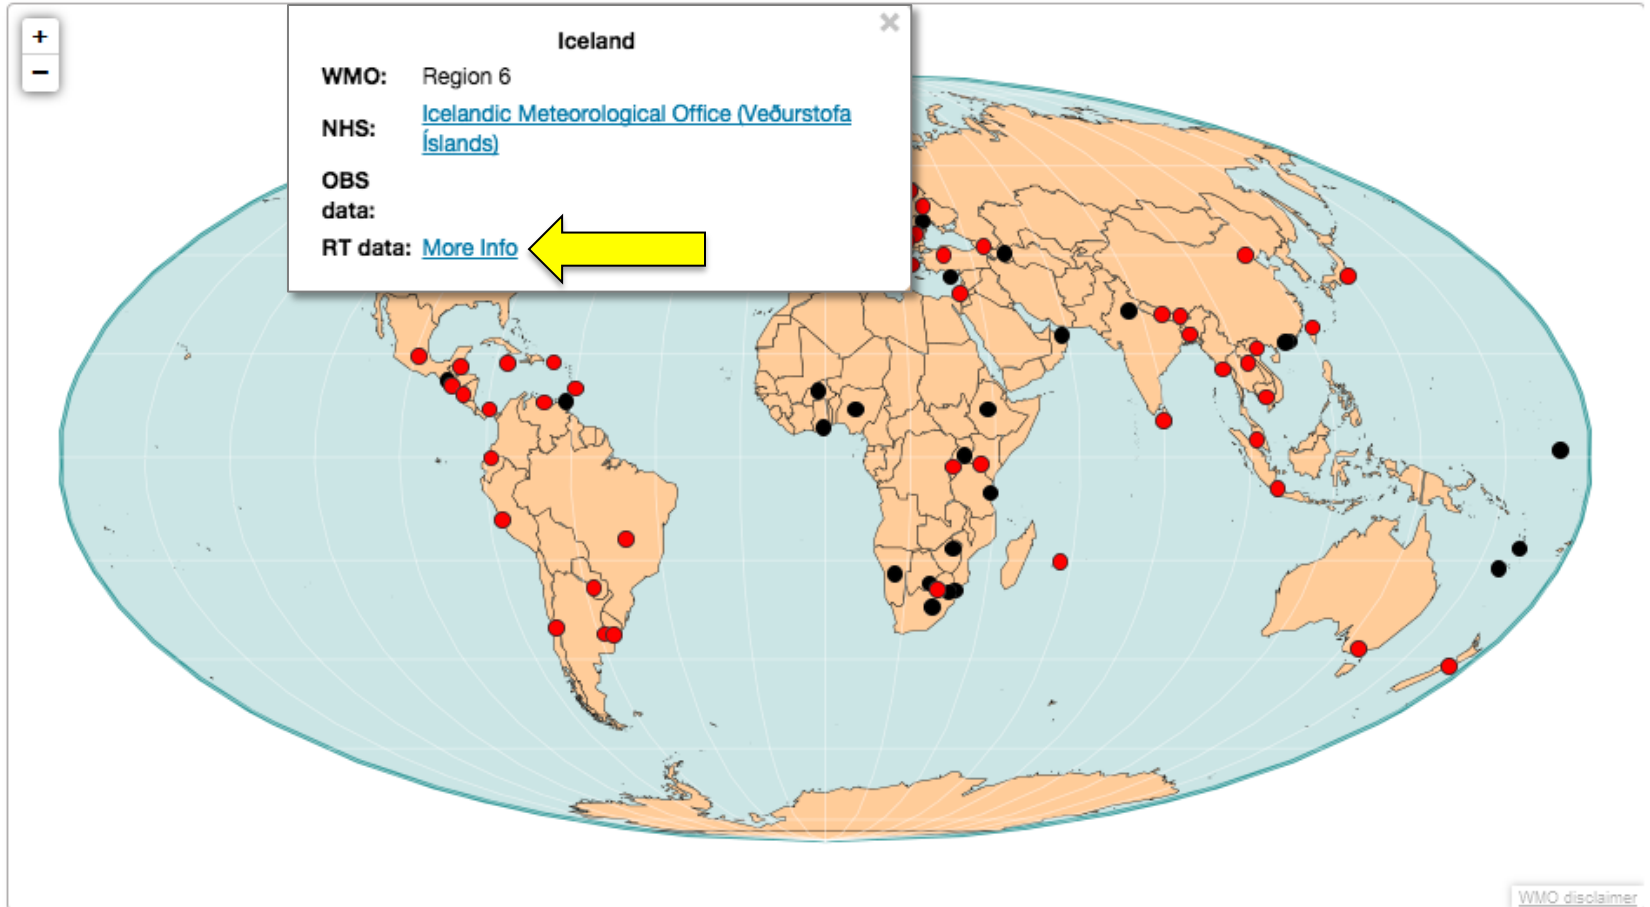 +
−
×
Iceland
WMO: Region 6
NHS: Icelandic Meteorological Office (Veðurstofa
Íslands)
OBS
data:
RT data: More Info
WMO disclaimer